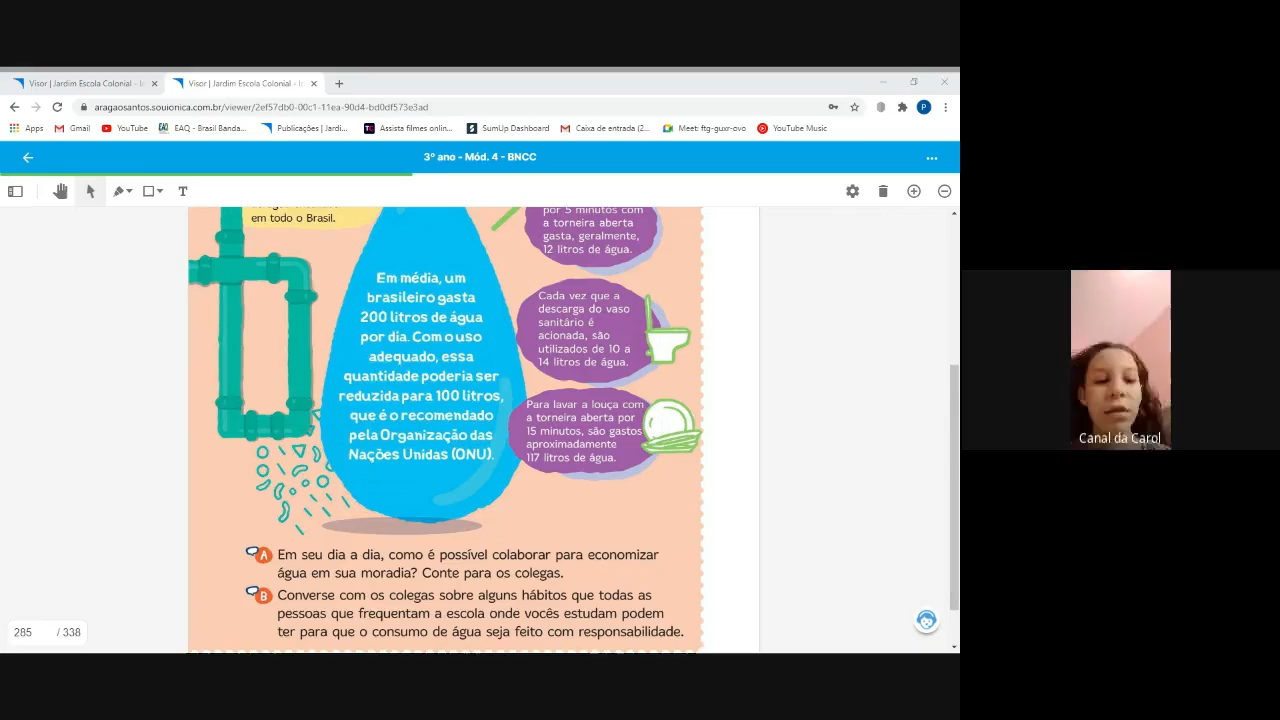 Visor | Jardim Escola Colonial - Io
Visor | Jardim Escola Colonial - Io
aragaosantos.souionica.com.br/viewer/2ef57db0-00c1-11ea-90d4-bd0df573e3ad
P
Apps
Gmail
YouTube
EAQ - Brasil Banda...
Publicações | Jardi...
Assista filmes onlin...
SumUp Dashboard
Caixa de entrada (2...
Meet: ftg-guxr-ovo
YouTube Music
3º ano - Mód. 4 - BNCC
T
em todo o Brasil.
por 5 minutos com
a torneira aberta
gasta, geralmente,
12 litros de água.
Em média, um
brasileiro gasta
200 litros de água
por dia. Com o uso
adequado, essa
quantidade poderia ser
reduzida para 100 litros,
que é o recomendado
pela Organização das
Nações Unidas (ONU).
Cada vez que a
descarga do vaso
sanitário é
acionada, são
utilizados de 10 a
14 litros de água.
Para lavar a louça com
a torneira aberta por
15 minutos, são gastos
aproximadamente
117 litros de água.
A Em seu dia a dia, como é possível colaborar para economizar
água em sua moradia? Conte para os colegas.
B Converse com os colegas sobre alguns hábitos que todas as
pessoas que frequentam a escola onde vocês estudam podem
ter para que o consumo de água seja feito com responsabilidade.
285 / 338
Canal da Carol